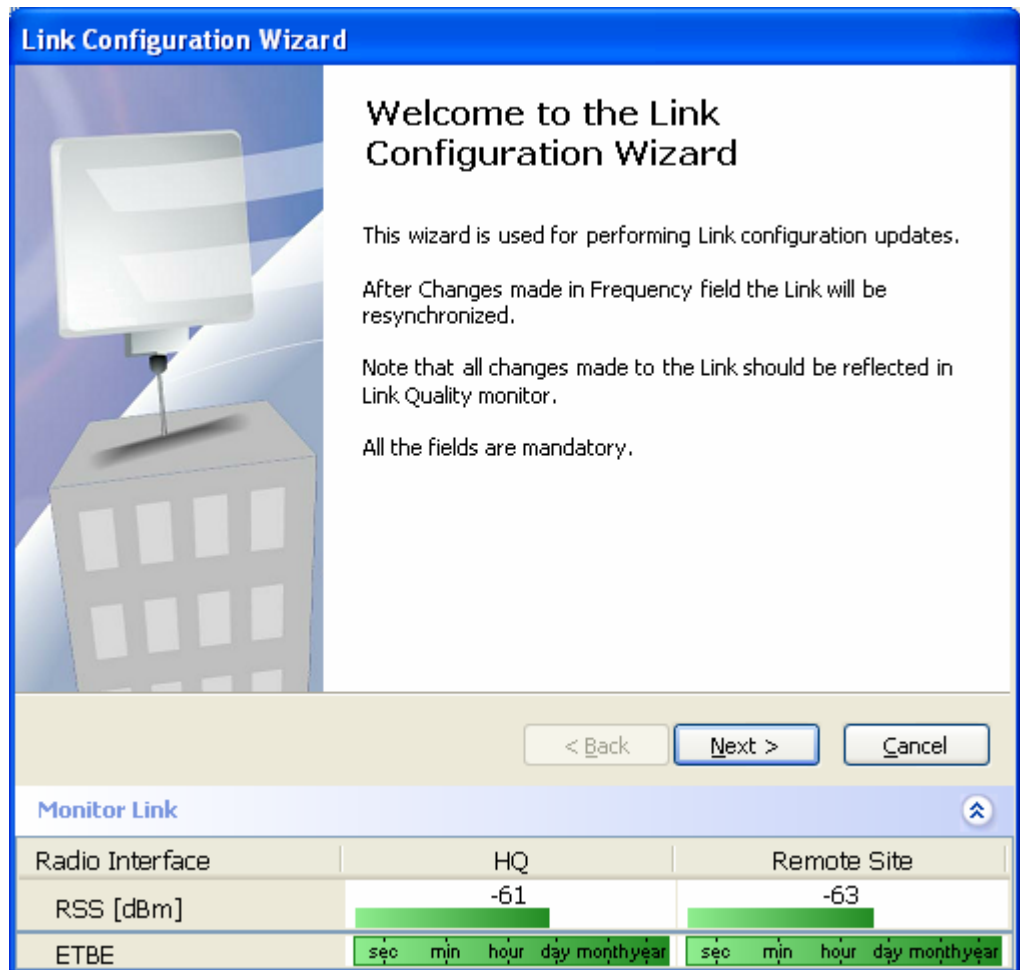 Link Configuration Wizard
Welcome to the Link
Configuration Wizard
This wizard is used for performing Link configuration updates.
After Changes made in Frequency field the Link will be
resynchronized.
Note that all changes made to the Link should be reflected in
Link Quality monitor.
All the fields are mandatory.
< Back Next > Cancel
Monitor Link
Radio Interface HQ Remote Site
RSS [dBm] -61 -63
ETBE sec min hour day month year sec min hour day month year